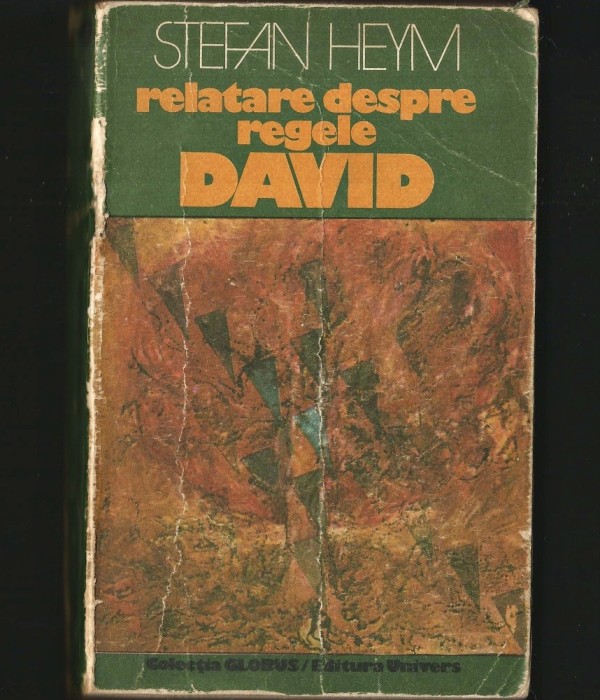 STEFAN HEYM
relatare despre
regele
DAVID
Colecția GLOBUS/Editura Univers